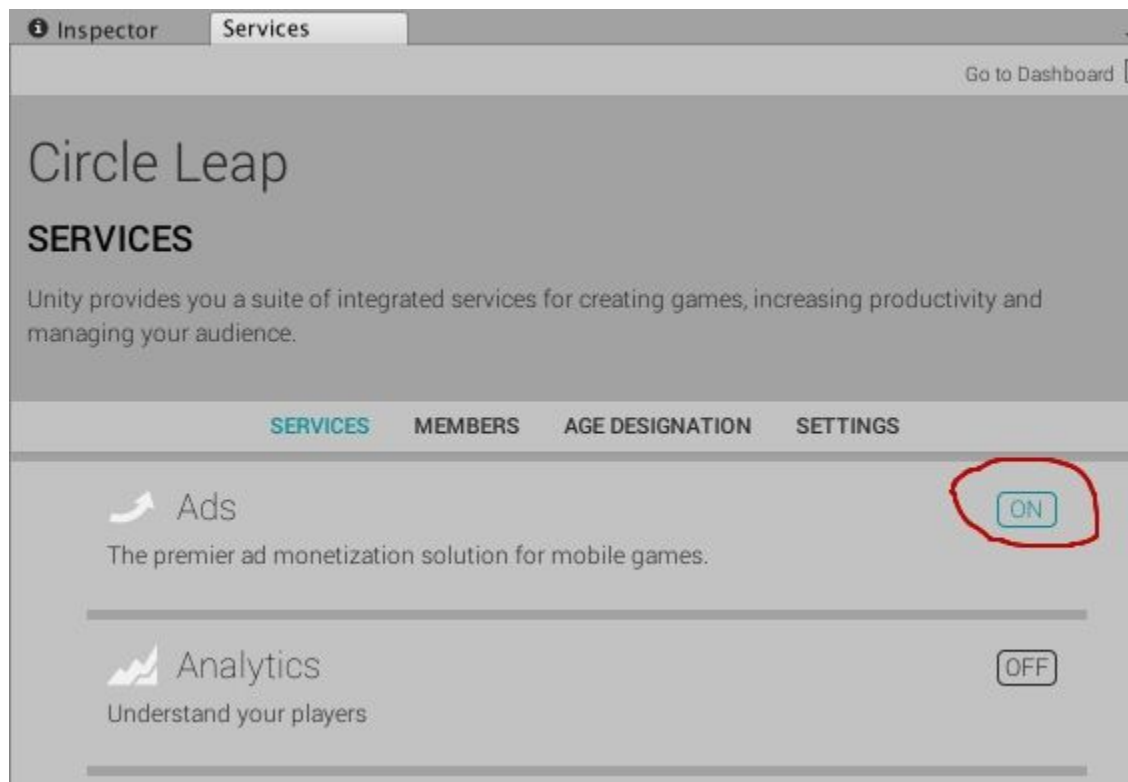 Inspector
Services
Go to Dashboard
Circle Leap
SERVICES
Unity provides you a suite of integrated services for creating games, increasing productivity and
managing your audience.
SERVICES MEMBERS AGE DESIGNATION SETTINGS
Ads
ON
The premier ad monetization solution for mobile games.
Analytics
OFF
Understand your players